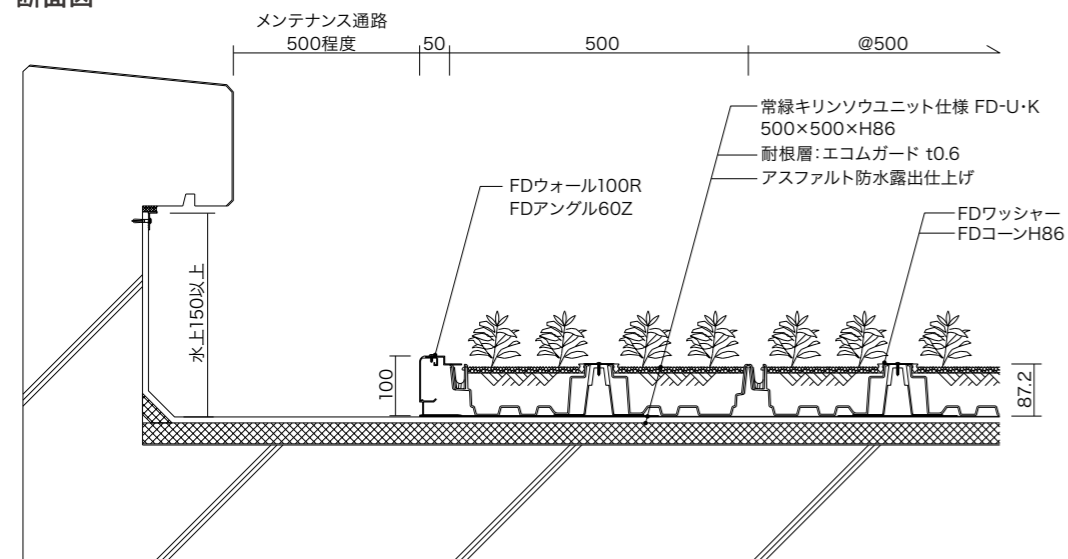 断面図
メンテナンス通路
500程度
50
500
@500
常緑キリンソウユニット仕様 FD-U・K
500×500×H86
耐根層：エコムガード t0.6
アスファルト防水露出仕上げ
FDウォール100R
FDアングル60Z
FDワッシャー
FDコーンH86
水上150以上
100
87.2